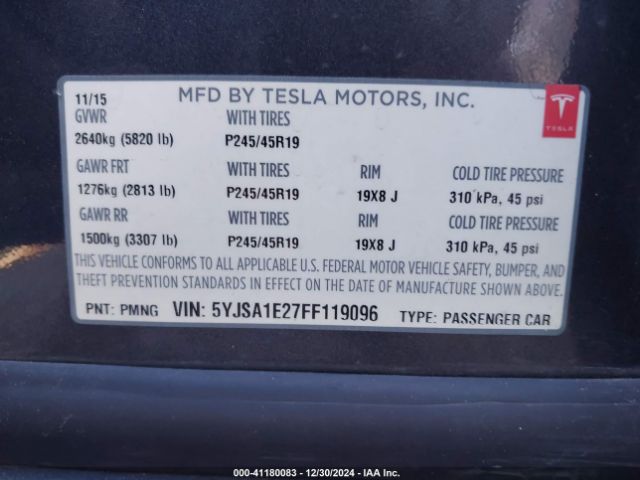 11/15 MFD BY TESLA MOTORS, INC.
GVWR WITH TIRES
TESLA
2640kg (5820 lb) P245/45R19
GAWR FRT WITH TIRES RIM COLD TIRE PRESSURE
1276kg (2813 lb) P245/45R19 19X8 J 310 kPa, 45 psi
GAWR RR WITH TIRES RIM COLD TIRE PRESSURE
1500kg (3307 lb) P245/45R19 19X8 J 310 kPa, 45 psi
THIS VEHICLE CONFORMS TO ALL APPLICABLE U.S. FEDERAL MOTOR VEHICLE SAFETY, BUMPER, AND
THEFT PREVENTION STANDARDS IN EFFECT ON THE DATE OF MANUFACTURE SHOWN ABOVE.
PNT: PMNG VIN: 5YJSA1E27FF119096 TYPE: PASSENGER CAR
00-41180083 - 12/30/2024 - IAA Inc.